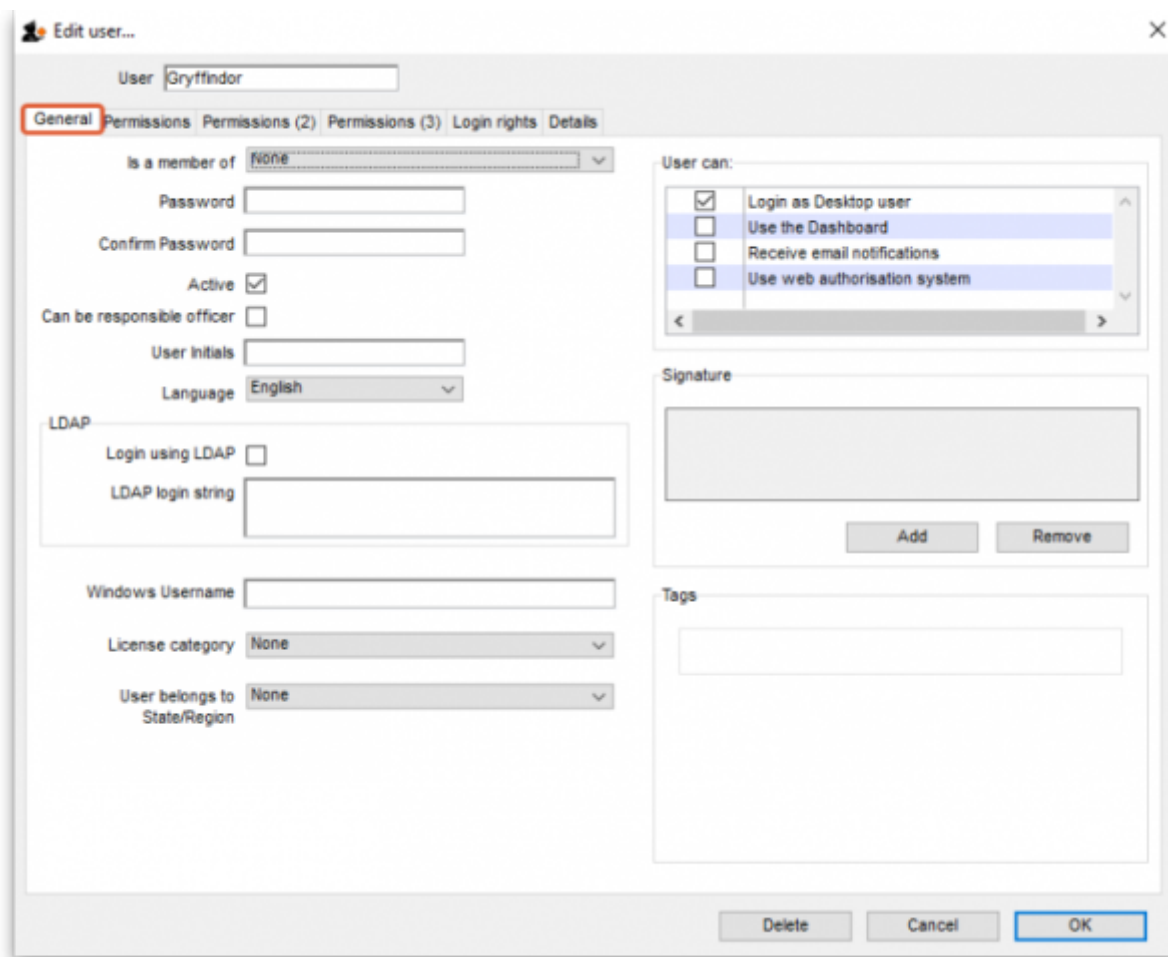 Edit user...
User Gryffindor
General Permissions Permissions (2) Permissions (3) Login rights Details
Is a member of None
Password
Confirm Password
Active
Can be responsible officer
User Initials
Language English
LDAP
Login using LDAP
LDAP login string
Windows Username
License category None
User belongs to None
State/Region
User can:
Login as Desktop user
Use the Dashboard
Receive email notifications
Use web authorisation system
Signature
Add Remove
Tags
Delete Cancel OK